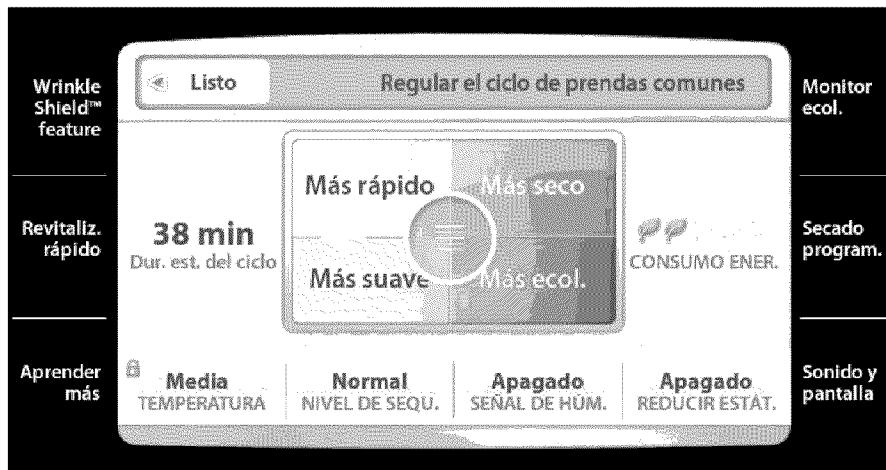 Wrinkle
Shield™
feature
Revitaliz.
rápido
Aprender
más
Listo
Regular el ciclo de prendas comunes
Más rápido
Más seco
38 min
Dur. est. del ciclo
Más suave
Más ecol.
CONSUMO ENER.
Media
TEMPERATURA
Normal
NIVEL DE SEQU.
Apagado
SEÑAL DE HÚM.
Apagado
REDUCIR ESTÁT.
Monitor
ecol.
Secado
program.
Sonido y
pantalla